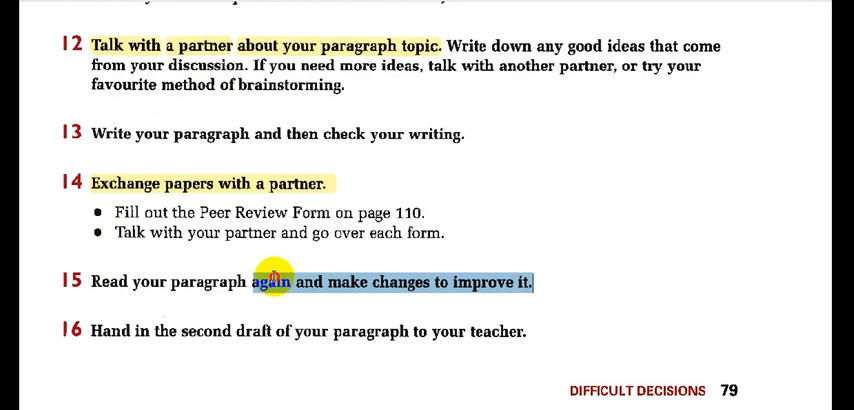 12 Talk with a partner about your paragraph topic. Write down any good ideas that come
from your discussion. If you need more ideas, talk with another partner, or try your
favourite method of brainstorming.
13 Write your paragraph and then check your writing.
14 Exchange papers with a partner.
• Fill out the Peer Review Form on page 110.
• Talk with your partner and go over each form.
15 Read your paragraph again and make changes to improve it.
16 Hand in the second draft of your paragraph to your teacher.
DIFFICULT DECISIONS 79